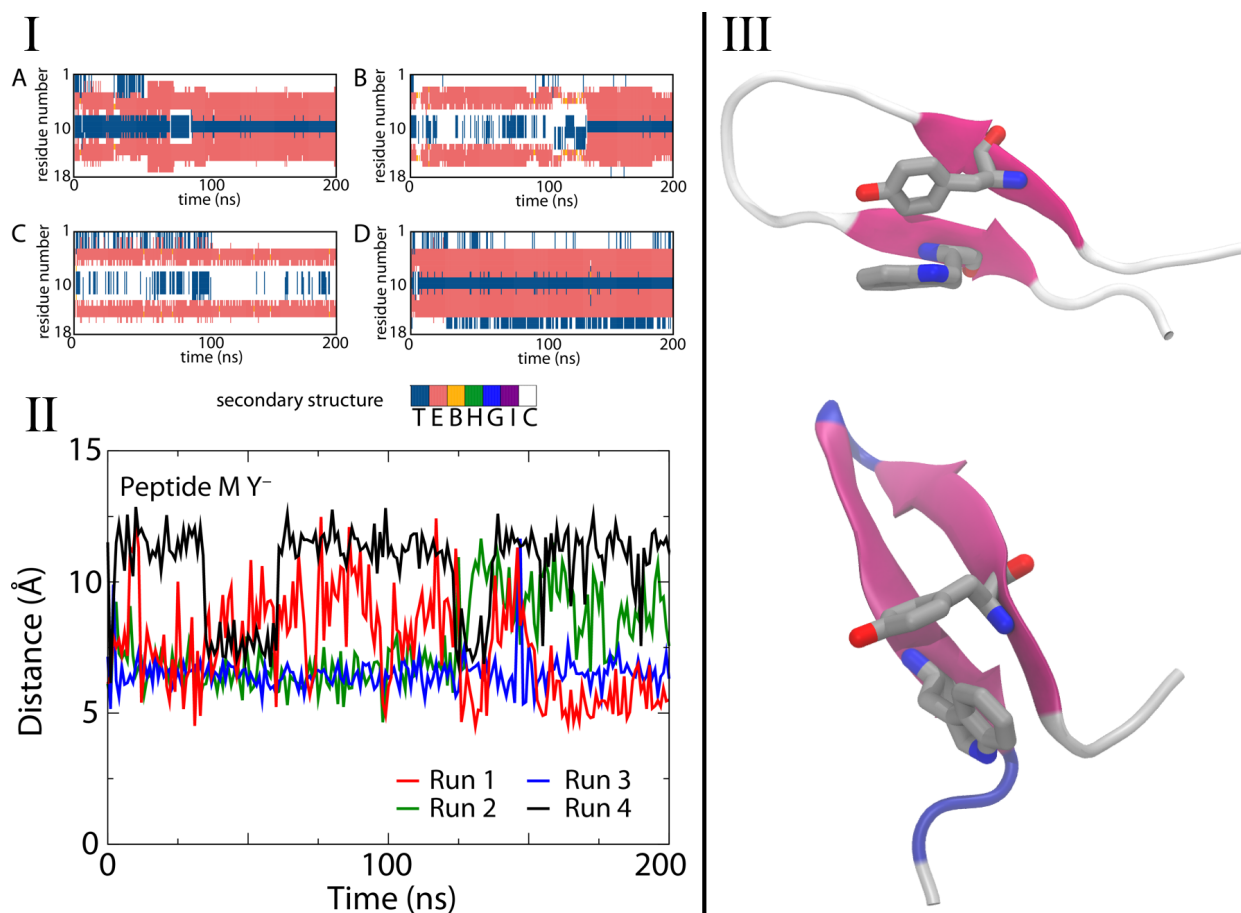 I
III
A
residue number
1
10
18
0
100
200
time (ns)
B
residue number
1
10
18
0
100
200
time (ns)
C
residue number
1
10
18
0
100
200
time (ns)
D
residue number
1
10
18
0
100
200
time (ns)
secondary structure
T E B H G I C
II
Peptide M Y⁻
Distance (Å)
15
10
5
0
Run 1
Run 3
Run 2
Run 4
0
100
200
Time (ns)